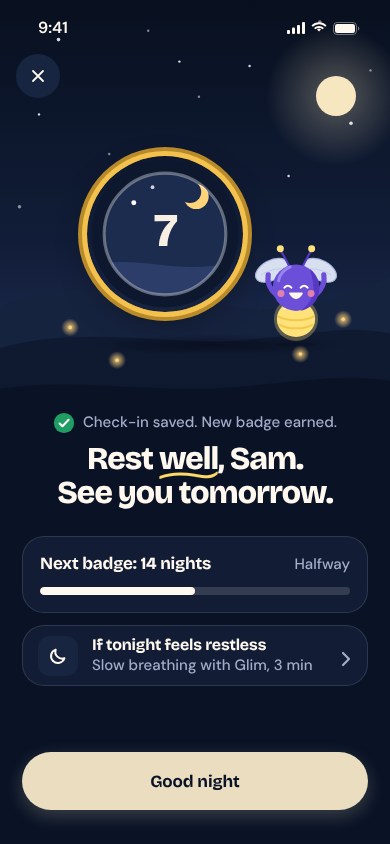 9:41
7
Check-in saved. New badge earned.
Rest well, Sam.
See you tomorrow.
Next badge: 14 nights
Halfway
If tonight feels restless
Slow breathing with Glim, 3 min
Good night